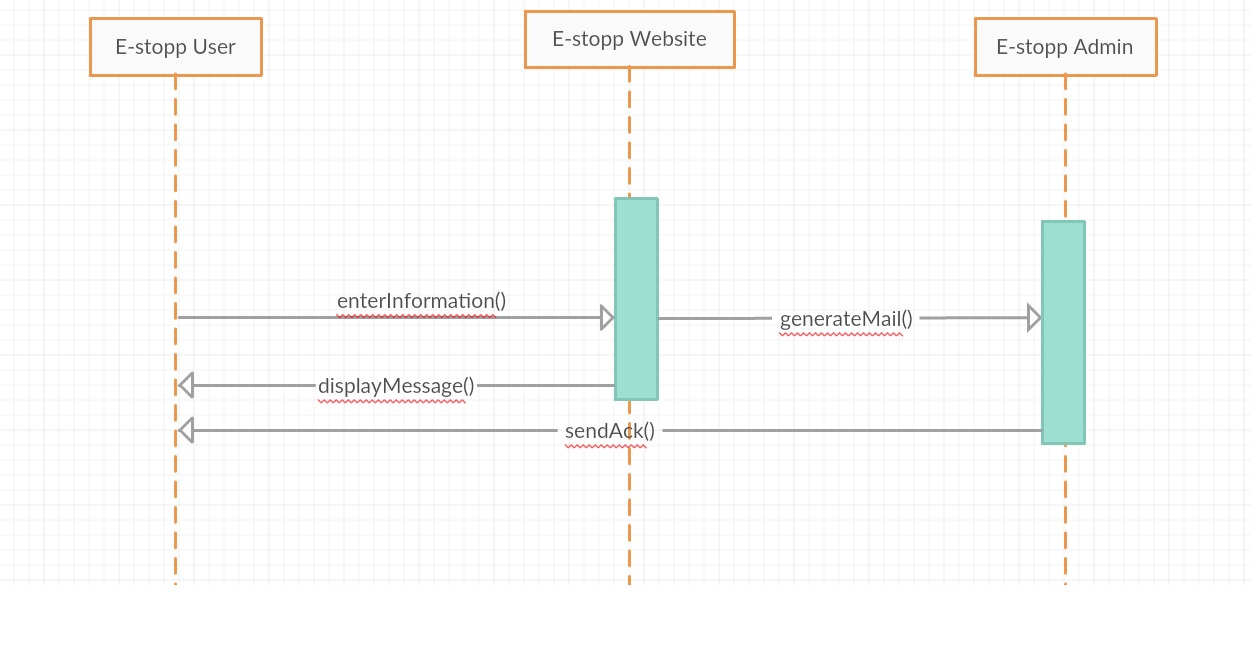 E-stopp User
E-stopp Website
E-stopp Admin
enterInformation()
generateMail()
displayMessage()
sendAck()